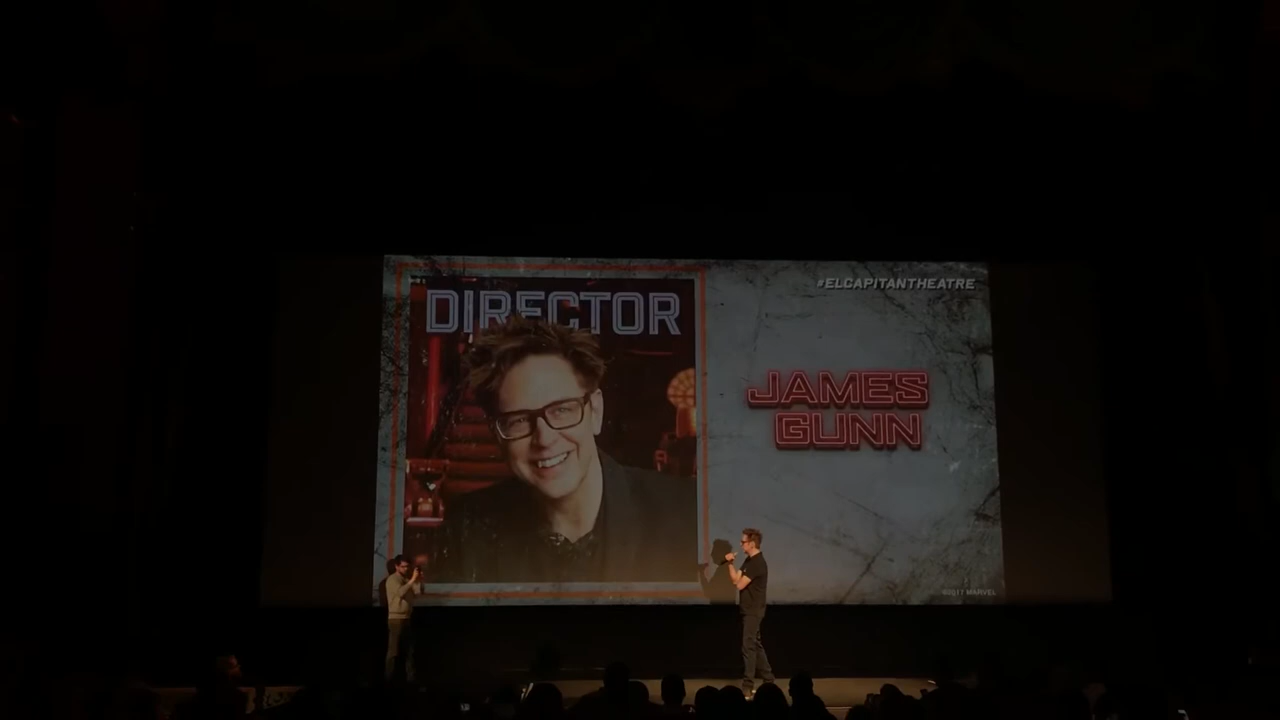 DIRECTOR
#ELCAPITANTHEATRE
JAMES
GUNN
©2017 MARVEL